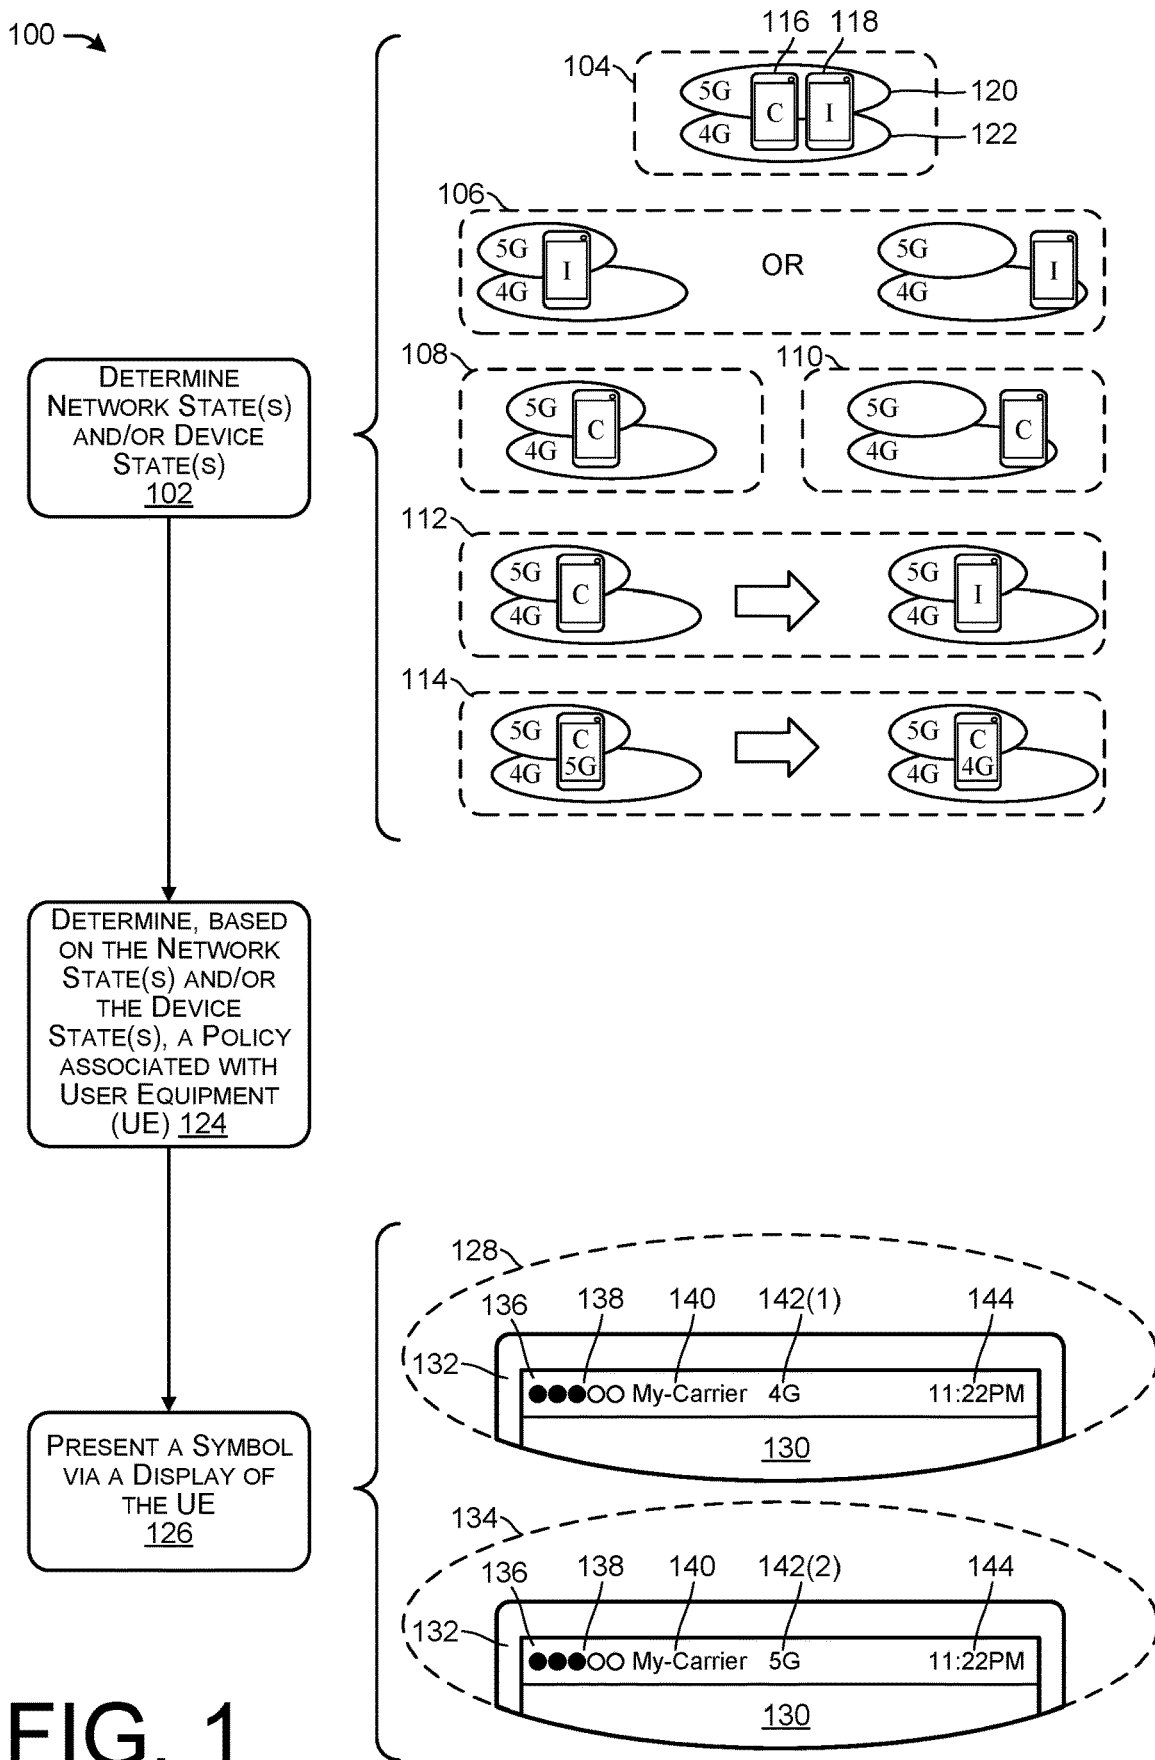 100
116 118
104
5G C I 120
4G 122
106
5G I OR 5G I
4G 4G
108 110
5G C 5G C
4G 4G
DETERMINE
NETWORK STATE(S)
AND/OR DEVICE
STATE(S)
102
112
5G C 5G I
4G 4G
114
5G C 5G C
4G 5G 4G 4G
DETERMINE, BASED
ON THE NETWORK
STATE(S) AND/OR
THE DEVICE
STATE(S), A POLICY
ASSOCIATED WITH
USER EQUIPMENT
(UE) 124
128
136 138 140 142(1) 144
132
My-Carrier 4G 11:22PM
130
PRESENT A SYMBOL
VIA A DISPLAY OF
THE UE
126
134
136 138 140 142(2) 144
132
My-Carrier 5G 11:22PM
130
FIG. 1